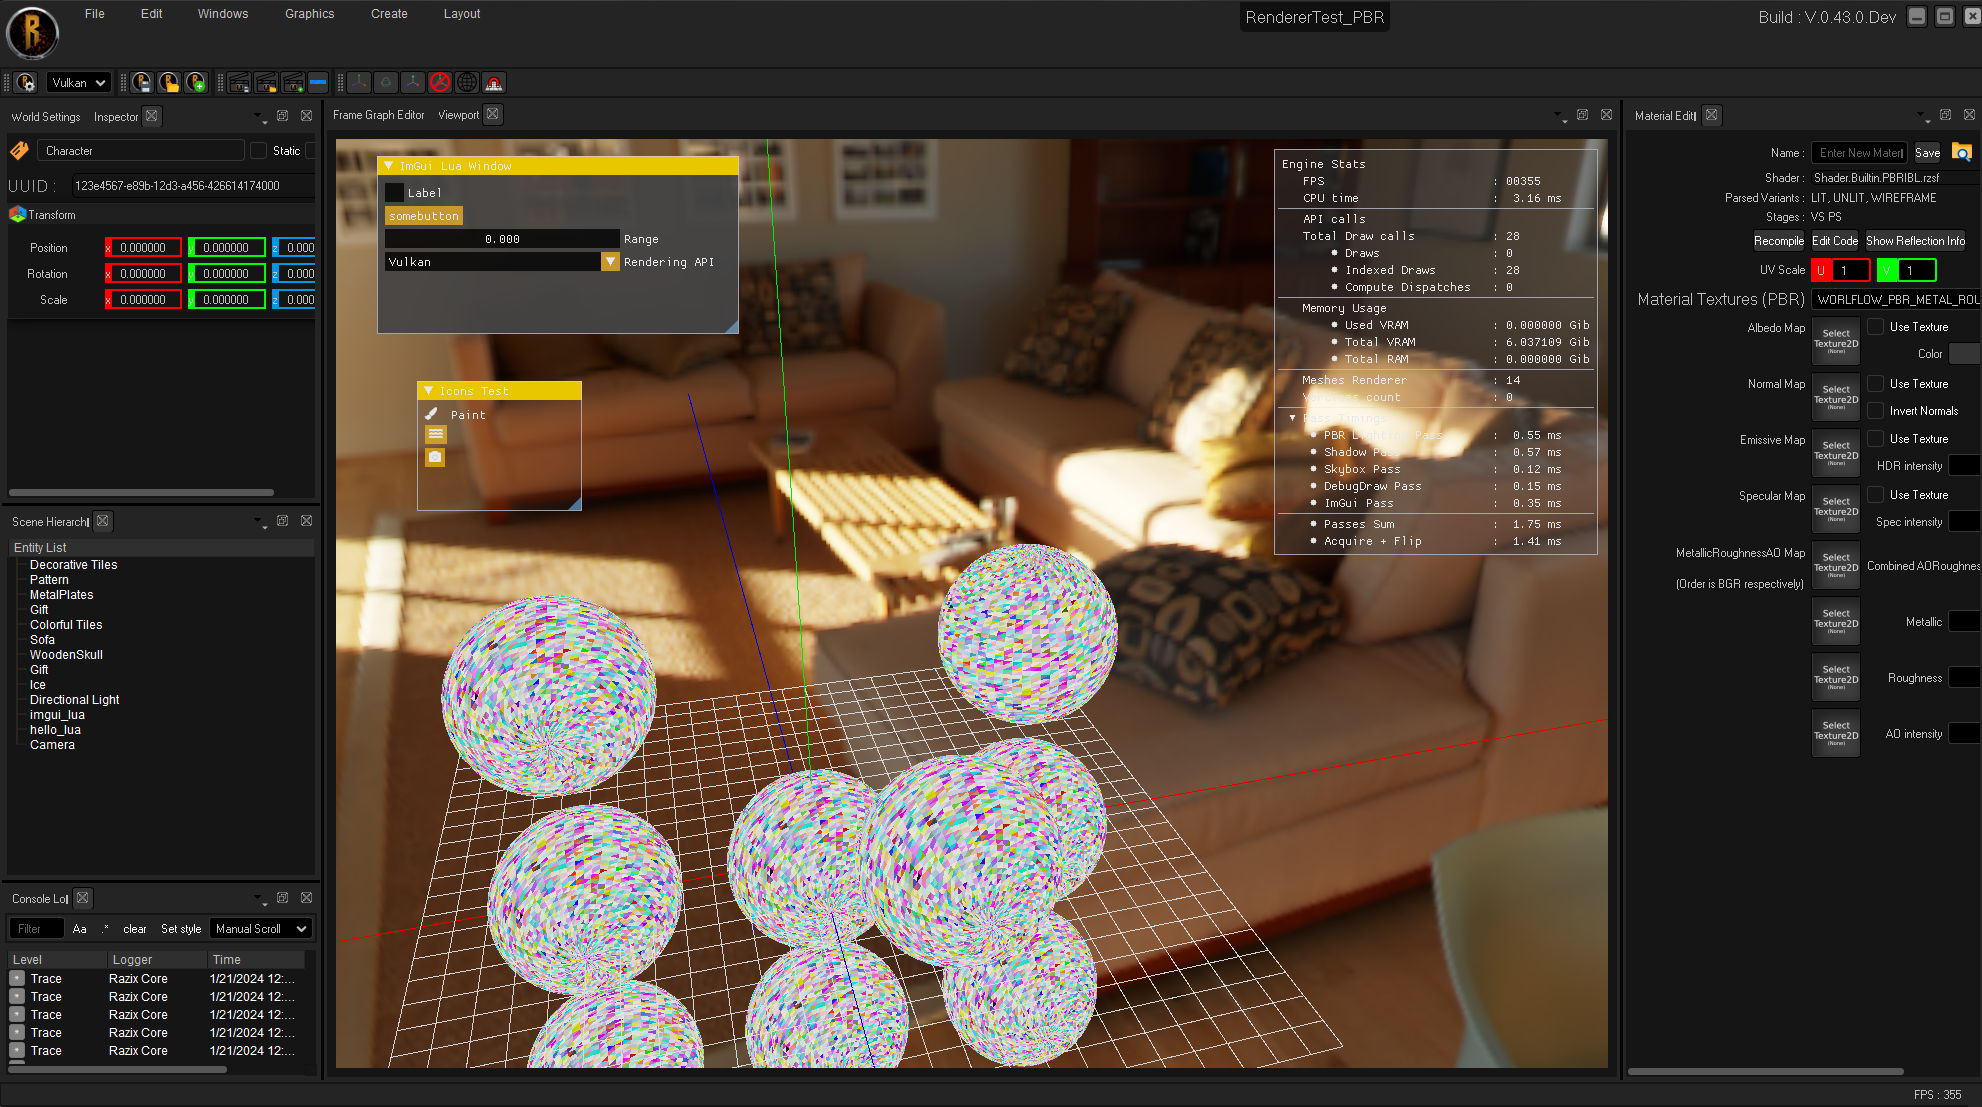 File Edit Windows Graphics Create Layout
RendererTest_PBR
Build : V.0.43.0.Dev
Vulkan
World Settings Inspector
Character Static
UUID : 123e4567-e89b-12d3-a456-426614174000
Transform
Position x 0.000000 y 0.000000 z 0.000
Rotation x 0.000000 y 0.000000 z 0.000
Scale x 0.000000 y 0.000000 z 0.000
Scene Hierarch
Entity List
Decorative Tiles
Pattern
MetalPlates
Gift
Colorful Tiles
Sofa
WoodenSkull
Gift
Ice
Directional Light
imgui_lua
hello_lua
Camera
Console Lo
Filter Aa .* clear Set style Manual Scroll
Level Logger Time
Trace Razix Core 1/21/2024 12:...
Trace Razix Core 1/21/2024 12:...
Trace Razix Core 1/21/2024 12:...
Trace Razix Core 1/21/2024 12:...
Trace Razix Core 1/21/2024 12:...
Frame Graph Editor Viewport
ImGui Lua Window
Label
somebutton
0.000 Range
Vulkan Rendering API
Icons Test
Paint
Engine Stats
FPS : 00355
CPU time : 3.16 ms
API calls
Total Draw calls : 28
Draws : 0
Indexed Draws : 28
Compute Dispatches : 0
Memory Usage
Used VRAM : 0.000000 Gib
Total VRAM : 6.037109 Gib
Total RAM : 0.000000 Gib
Meshes Renderer : 14
count : 0
Pass Timings
PBR Lighting Pass : 0.55 ms
Shadow Pass : 0.57 ms
Skybox Pass : 0.12 ms
DebugDraw Pass : 0.15 ms
ImGui Pass : 0.35 ms
Passes Sum : 1.75 ms
Acquire + Flip : 1.41 ms
Material Edit
Name : Enter New Mater Save
Shader : Shader.Builtin.PBRIBL.rzsf
Parsed Variants : LIT, UNLIT, WIREFRAME
Stages : VS PS
Recompile Edit Code Show Reflection Info
UV Scale U 1 V 1
Material Textures (PBR) WORLFLOW_PBR_METAL_ROU
Albedo Map Select Texture2D (None) Use Texture
Color
Normal Map Select Texture2D (None) Use Texture
Invert Normals
Emissive Map Select Texture2D (None) Use Texture
HDR intensity
Specular Map Select Texture2D (None) Use Texture
Spec intensity
MetallicRoughnessAO Map Select Texture2D (None) Combined AORoughnes
(Order is BGR respectively)
Select Texture2D (None) Metallic
Select Texture2D (None) Roughness
Select Texture2D (None) AO intensity
FPS : 355